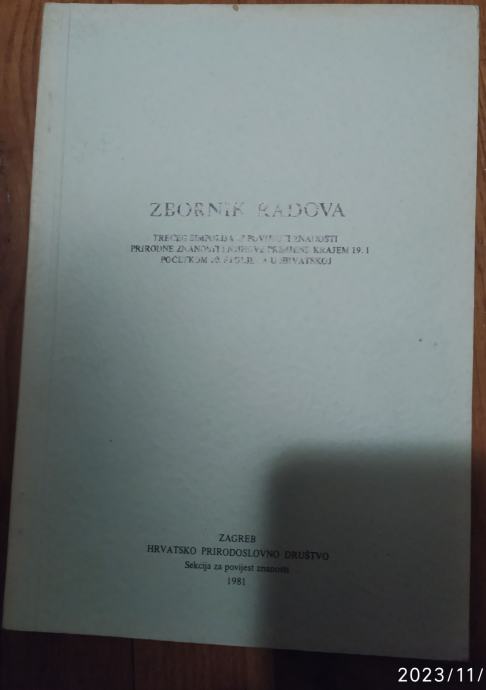 ZBORNIK RADOVA
TREĆEG SIMPOZIJA IZ POVIJESTI ZNANOSTI
PRIRODNE ZNANOSTI I NJIHOVE PRIMJENE KRAJEM 19. I
POČETKOM 20. STOLJEĆA U HRVATSKOJ
ZAGREB
HRVATSKO PRIRODOSLOVNO DRUŠTVO
Sekcija za povijest znanosti
1981
2023/11/